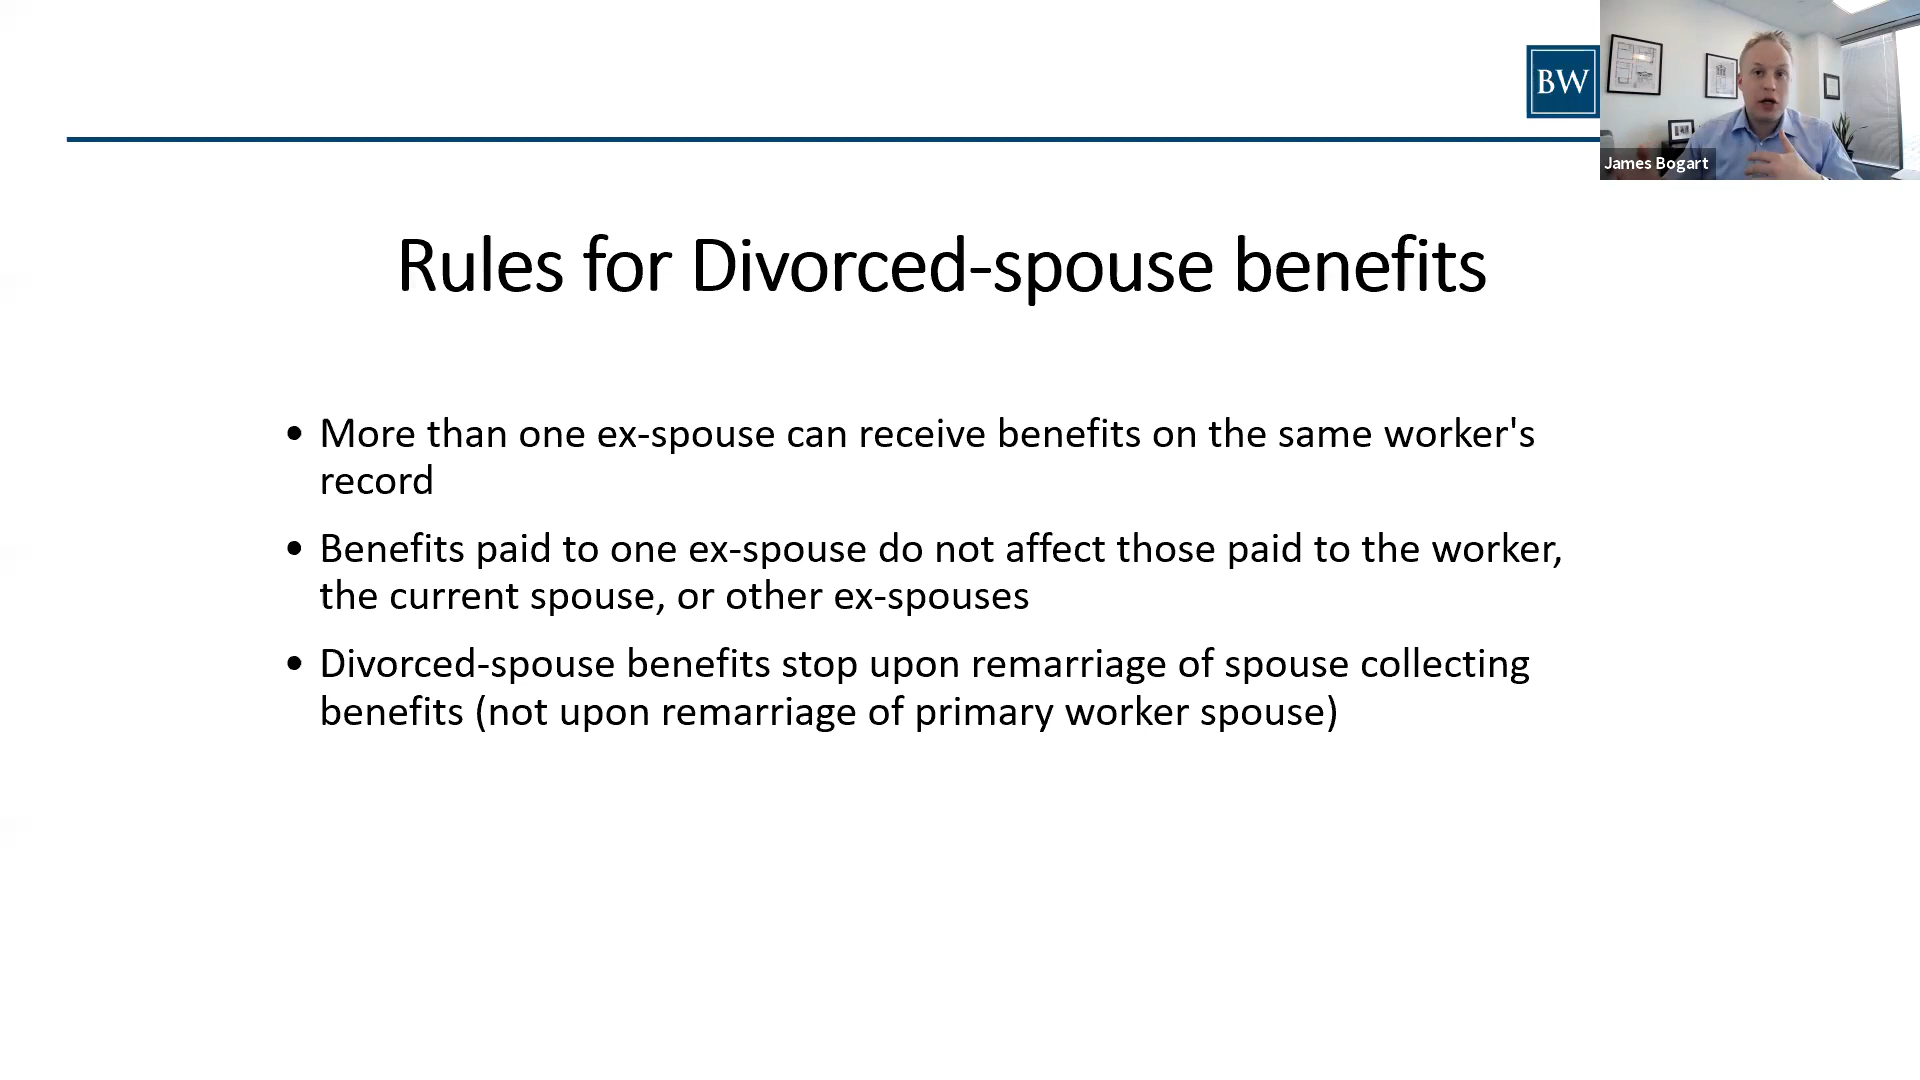 BW
James Bogart
Rules for Divorced-spouse benefits
• More than one ex-spouse can receive benefits on the same worker's
record
• Benefits paid to one ex-spouse do not affect those paid to the worker,
the current spouse, or other ex-spouses
• Divorced-spouse benefits stop upon remarriage of spouse collecting
benefits (not upon remarriage of primary worker spouse)